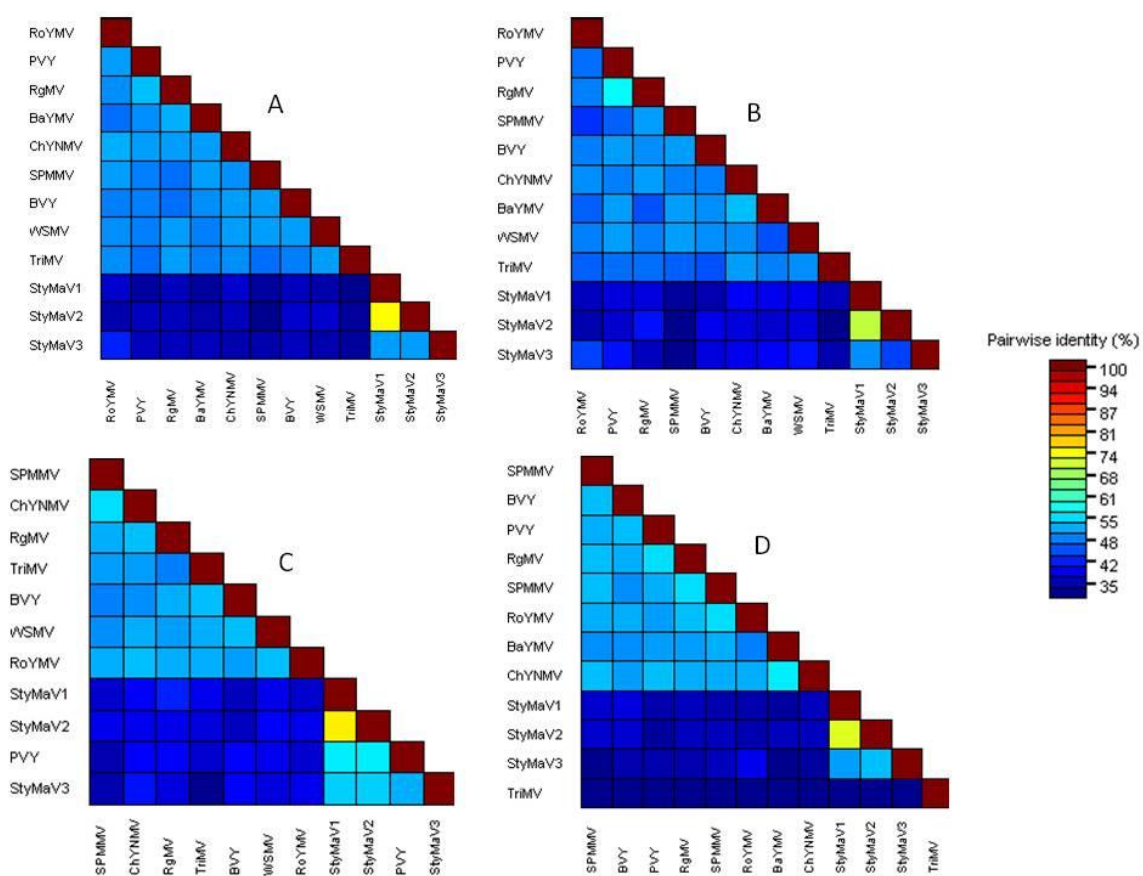 RoYMV
PVY
RgMV
BaYMV
ChYNMV
SPMMV
BVY
WSMV
TriMV
StyMaV1
StyMaV2
StyMaV3
A
RoYMV
PVY
RgMV
BaYMV
ChYNMV
SPMMV
BVY
WSMV
TriMV
StyMaV1
StyMaV2
StyMaV3
RoYMV
PVY
RgMV
SPMMV
BVY
ChYNMV
BaYMV
WSMV
TriMV
StyMaV1
StyMaV2
StyMaV3
B
RoYMV
PVY
RgMV
SPMMV
BVY
ChYNMV
BaYMV
WSMV
TriMV
StyMaV1
StyMaV2
StyMaV3
Pairwise identity (%)
100
94
87
81
74
68
61
55
48
42
35
SPMMV
ChYNMV
RgMV
TriMV
BVY
WSMV
RoYMV
StyMaV1
StyMaV2
PVY
StyMaV3
C
SPMMV
ChYNMV
RgMV
TriMV
BVY
WSMV
RoYMV
StyMaV1
StyMaV2
PVY
StyMaV3
SPMMV
BVY
PVY
RgMV
SPMMV
RoYMV
BaYMV
ChYNMV
StyMaV1
StyMaV2
StyMaV3
TriMV
D
SPMMV
BVY
PVY
RgMV
SPMMV
RoYMV
BaYMV
ChYNMV
StyMaV1
StyMaV2
StyMaV3
TriMV